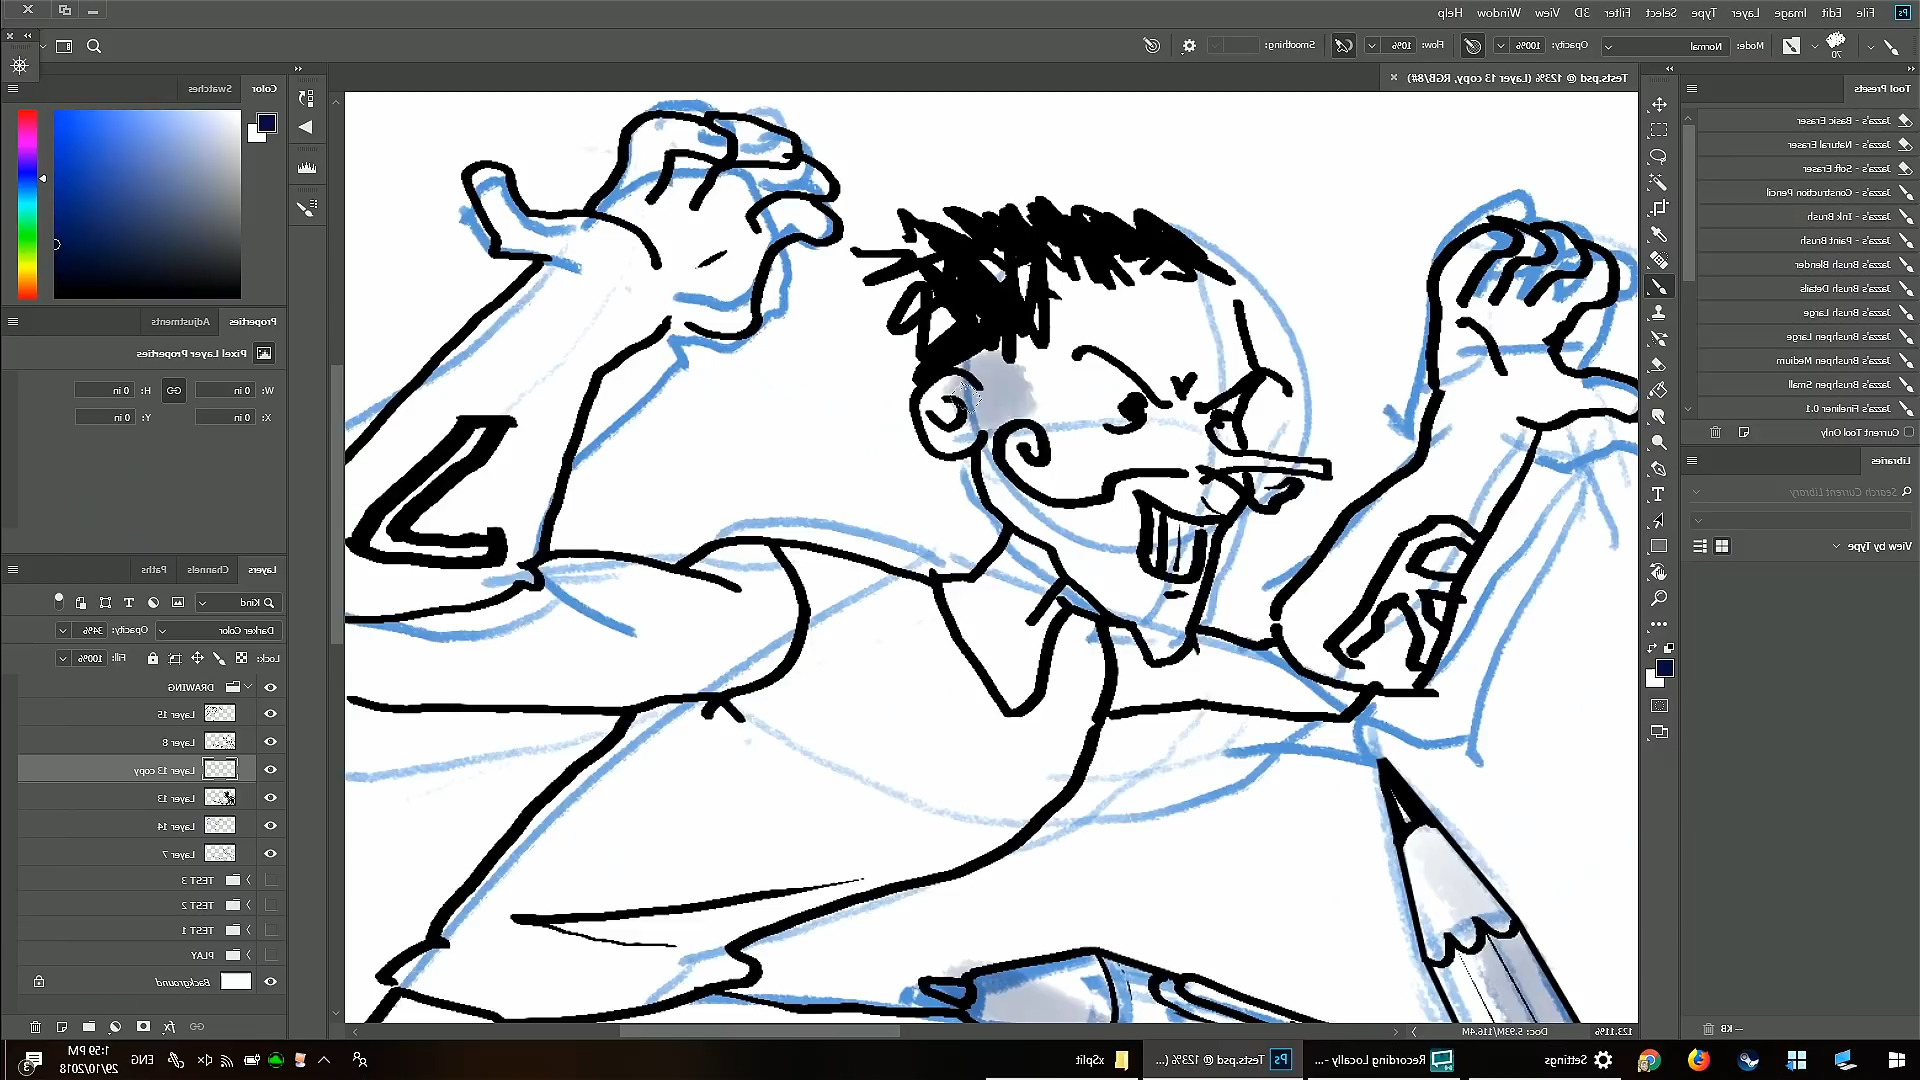 File Edit Image Layer Type Select Filter 3D View Window Help
70 Mode: Normal Opacity: 100% Flow: 10% Smoothing:
Tests.psd @ 123% (Layer 13 copy, RGB/8#) ×
Tool Presets
Jazza's - Basic Eraser
Jazza's - Natural Eraser
Jazza's - Soft Eraser
Jazza's - Construction Pencil
Jazza's - Ink Brush
Jazza's - Paint Brush
Jazza's - Brush Blender
Jazza's - Brush Details
Jazza's - Brush Large
Jazza's - Brushpen Large
Jazza's - Brushpen Medium
Jazza's - Brushpen Small
Jazza's - Fineliner 0.1
Current Tool Only
Libraries
Search Current Library
View by Type
— KB
Color Swatches
Properties Adjustments
Pixel Layer Properties
W: 0 in H: 0 in
X: 0 in Y: 0 in
Layers Channels Paths
Kind
Darker Color Opacity: 34%
Lock: Fill: 100%
DRAWING
Layer 15
Layer 8
Layer 13 copy
Layer 13
Layer 14
Layer 7
TEST 3
TEST 2
TEST 1
PLAY
Background
123.11% Doc: 5.93M/116.4M
Settings
Recording Locally -...
Tests.psd @ 123% (...
XSplit
ENG
1:59 PM
29/10/2018
3